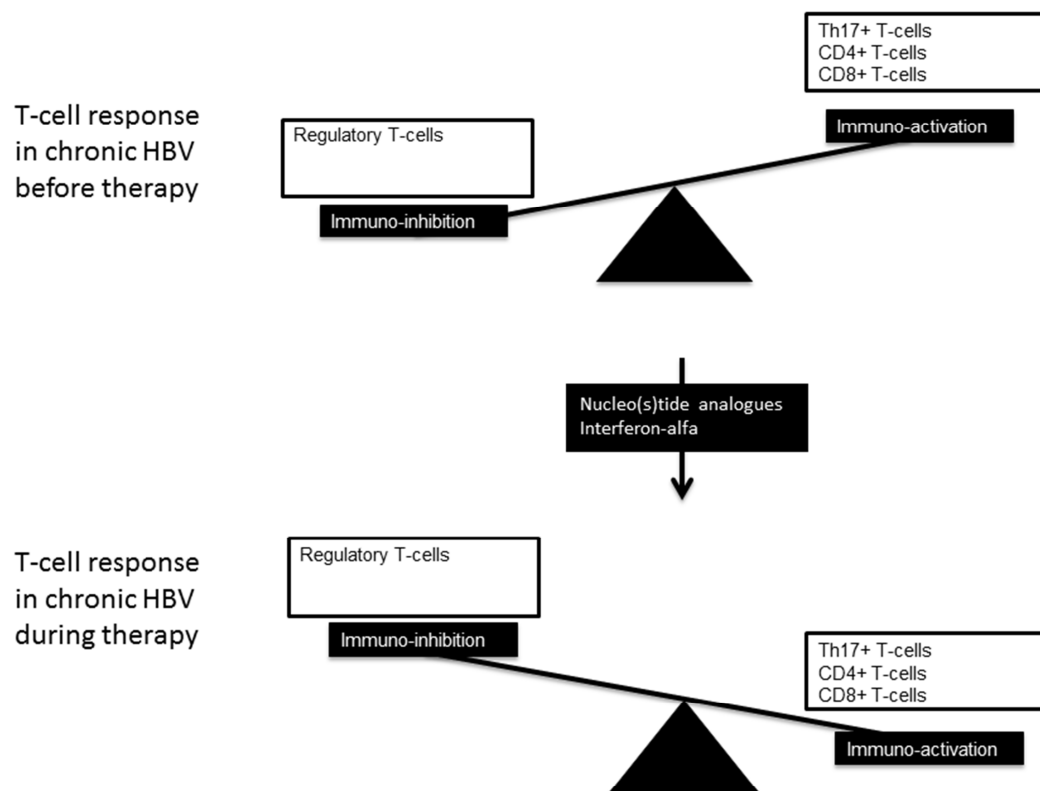 Th17+ T-cells
CD4+ T-cells
CD8+ T-cells
Immuno-activation
T-cell response
in chronic HBV
before therapy
Regulatory T-cells
Immuno-inhibition
Nucleo(s)tide analogues
Interferon-alfa
T-cell response
in chronic HBV
during therapy
Regulatory T-cells
Immuno-inhibition
Th17+ T-cells
CD4+ T-cells
CD8+ T-cells
Immuno-activation